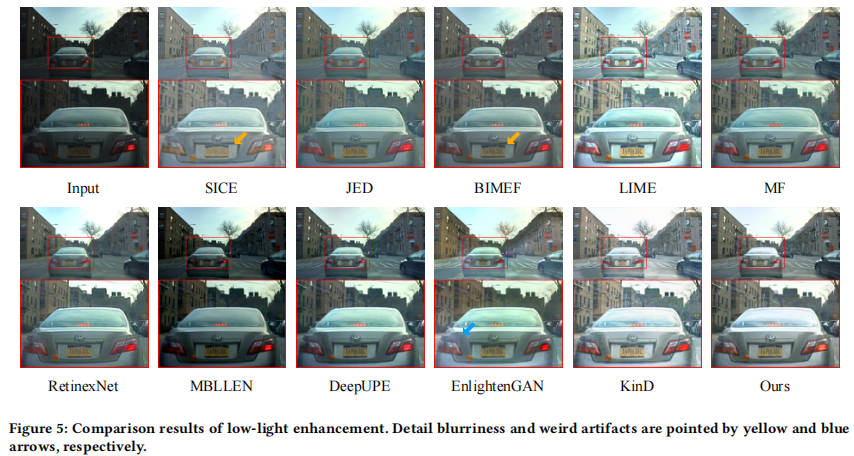 Input SICE JED BIMEF LIME MF
RetinexNet MBLLEN DeepUPE EnlightenGAN KinD Ours
Figure 5: Comparison results of low-light enhancement. Detail blurriness and weird artifacts are pointed by yellow and blue
arrows, respectively.